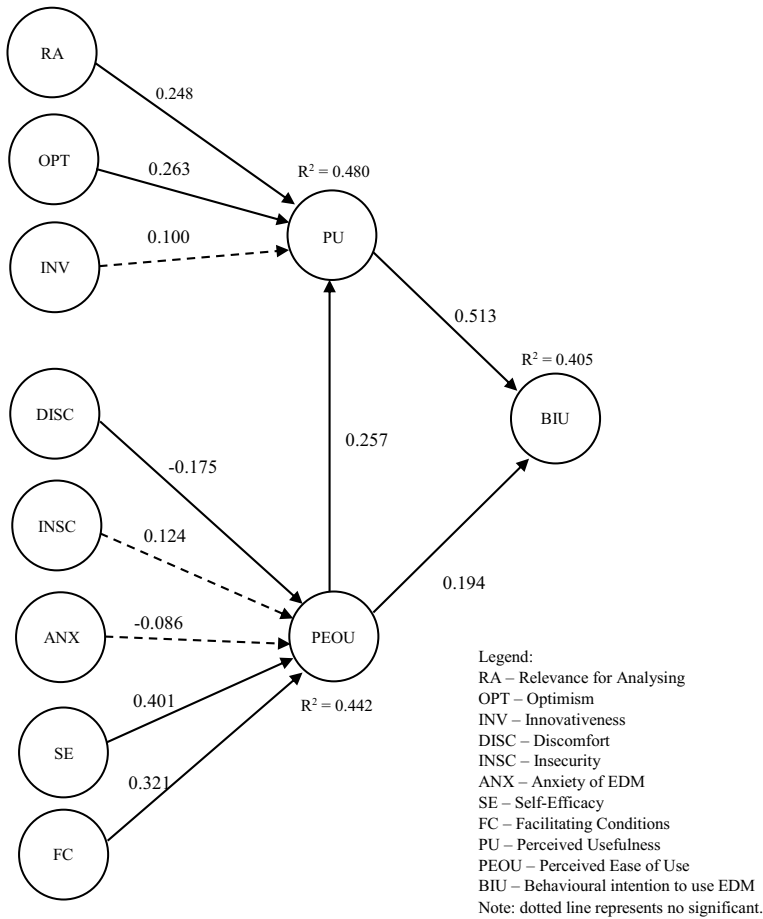 RA
0.248
OPT
0.263
R² = 0.480
INV
0.100
PU
0.513
R² = 0.405
DISC
BIU
0.257
-0.175
INSC
0.124
0.194
ANX
-0.086
PEOU
R² = 0.442
0.401
SE
0.321
FC
Legend:
RA – Relevance for Analysing
OPT – Optimism
INV – Innovativeness
DISC – Discomfort
INSC – Insecurity
ANX – Anxiety of EDM
SE – Self-Efficacy
FC – Facilitating Conditions
PU – Perceived Usefulness
PEOU – Perceived Ease of Use
BIU – Behavioural intention to use EDM
Note: dotted line represents no significant.